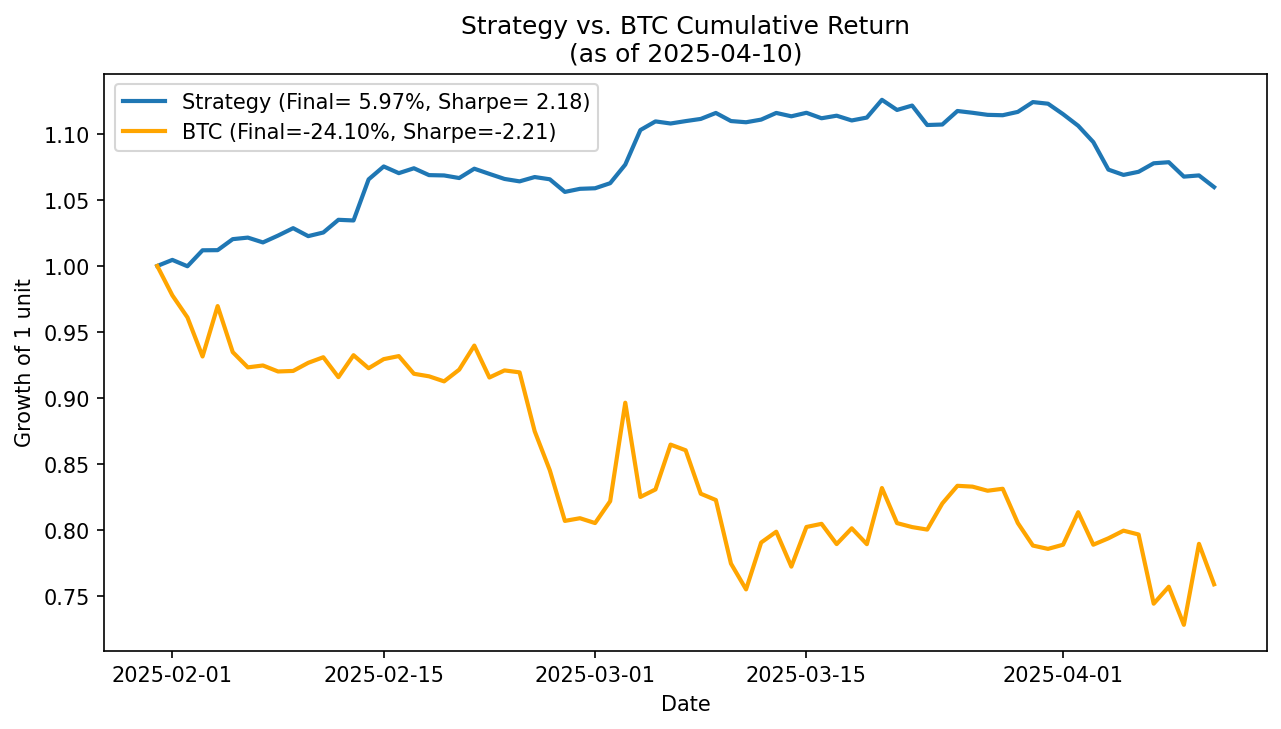 Strategy vs. BTC Cumulative Return
(as of 2025-04-10)
Strategy (Final= 5.97%, Sharpe= 2.18)
BTC (Final=-24.10%, Sharpe=-2.21)
Growth of 1 unit
1.10
1.05
1.00
0.95
0.90
0.85
0.80
0.75
2025-02-01
2025-02-15
2025-03-01
2025-03-15
2025-04-01
Date